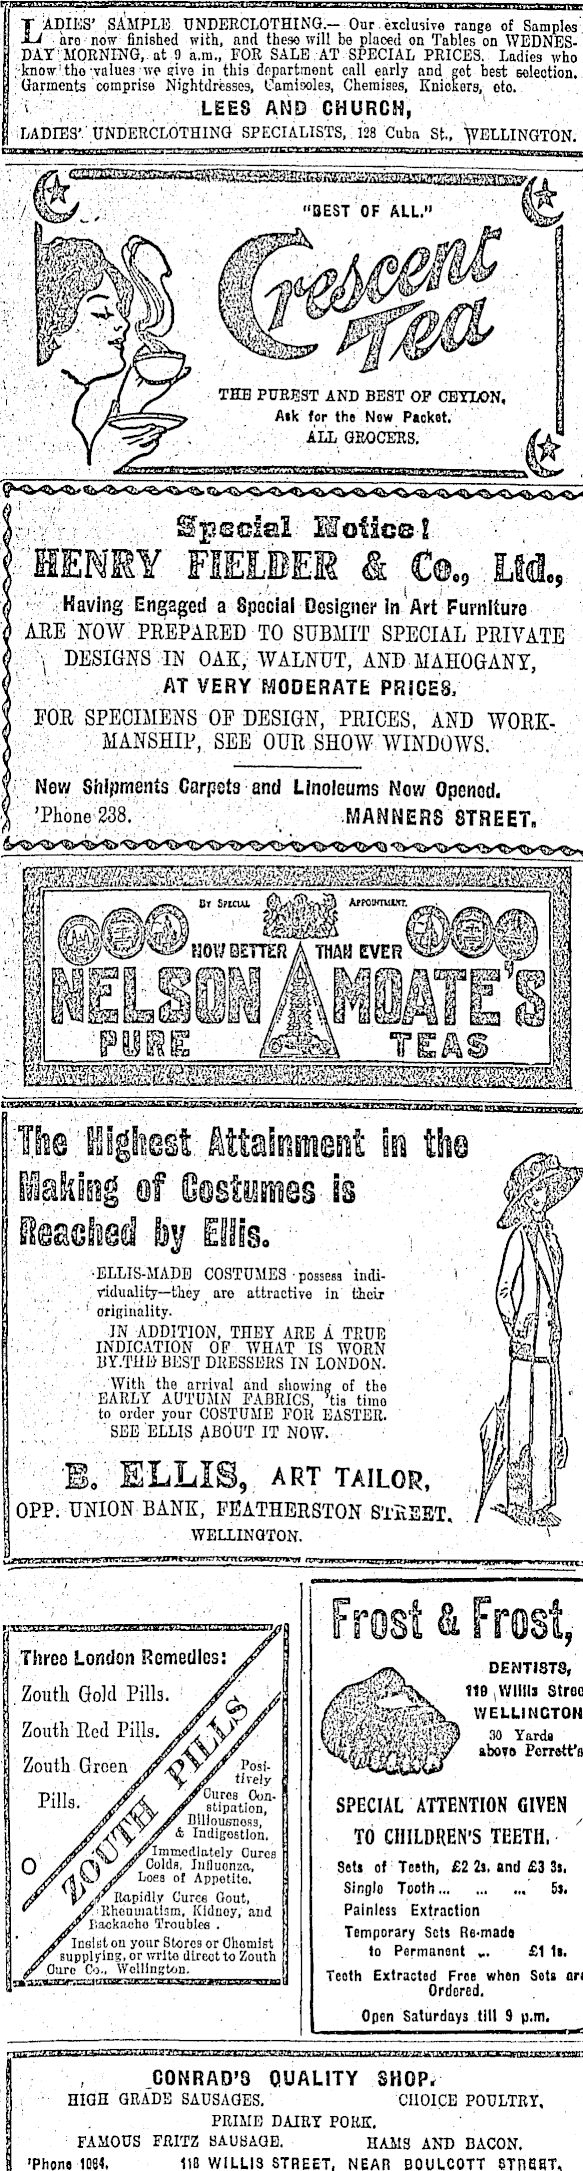 LADIES' SAMPLE UNDERCLOTHING.— Our exclusive range of Samples
are now finished with, and these will be placed on Tables on WEDNES-
DAY MORNING, at 9 a.m., FOR SALE AT SPECIAL PRICES. Ladies who
know the values we give in this department call early and get best selection.
Garments comprise Nightdresses, Camisoles, Chemises, Knickers, etc.
LEES AND CHURCH,
LADIES' UNDERCLOTHING SPECIALISTS, 128 Cuba St., WELLINGTON.
"BEST OF ALL."
Crescent
Tea
THE PUREST AND BEST OF CEYLON.
Ask for the New Packet.
ALL GROCERS.
Special Notice!
HENRY FIELDER & Co., Ltd.,
Having Engaged a Special Designer in Art Furniture
ARE NOW PREPARED TO SUBMIT SPECIAL PRIVATE
DESIGNS IN OAK, WALNUT, AND MAHOGANY,
AT VERY MODERATE PRICES.
FOR SPECIMENS OF DESIGN, PRICES, AND WORK-
MANSHIP, SEE OUR SHOW WINDOWS.
New Shipments Carpets and Linoleums Now Opened.
'Phone 238. MANNERS STREET.
BY SPECIAL APPOINTMENT.
NOW BETTER THAN EVER
NELSON MOATE'S
PURE TEAS
The Highest Attainment in the
Making of Costumes is
Reached by Ellis.
ELLIS-MADE COSTUMES possess indi-
viduality—they are attractive in their
originality.
IN ADDITION, THEY ARE A TRUE
INDICATION OF WHAT IS WORN
BY THE BEST DRESSERS IN LONDON.
With the arrival and showing of the
EARLY AUTUMN FABRICS, 'tis time
to order your COSTUME FOR EASTER.
SEE ELLIS ABOUT IT NOW.
B. ELLIS, ART TAILOR,
OPP. UNION BANK, FEATHERSTON STREET.
WELLINGTON.
Three London Remedies:
Zouth Gold Pills.
Zouth Red Pills.
Zouth Green
Pills.
ZOUTH PILLS
Posi-
tively
Cures Con-
stipation,
Biliousness,
& Indigestion.
Immediately Cures
Colds, Influenza,
Loss of Appetite.
Rapidly Cures Gout,
Rheumatism, Kidney, and
Backache Troubles.
Insist on your Stores or Chemist
supplying, or write direct to Zouth
Cure Co., Wellington.
Frost & Frost,
DENTISTS,
119 Willis Stree
WELLINGTON
30 Yards
above Perrett's
SPECIAL ATTENTION GIVEN
TO CHILDREN'S TEETH.
Sets of Teeth, £2 2s. and £3 3s.
Single Tooth... ... ... 5s.
Painless Extraction
Temporary Sets Re-made
to Permanent ... £1 1s.
Teeth Extracted Free when Sets are
Ordered.
Open Saturdays till 9 p.m.
CONRAD'S QUALITY SHOP.
HIGH GRADE SAUSAGES. CHOICE POULTRY.
PRIME DAIRY PORK.
FAMOUS FRITZ SAUSAGE. HAMS AND BACON.
'Phone 1084. 118 WILLIS STREET, NEAR BOULCOTT STREET.